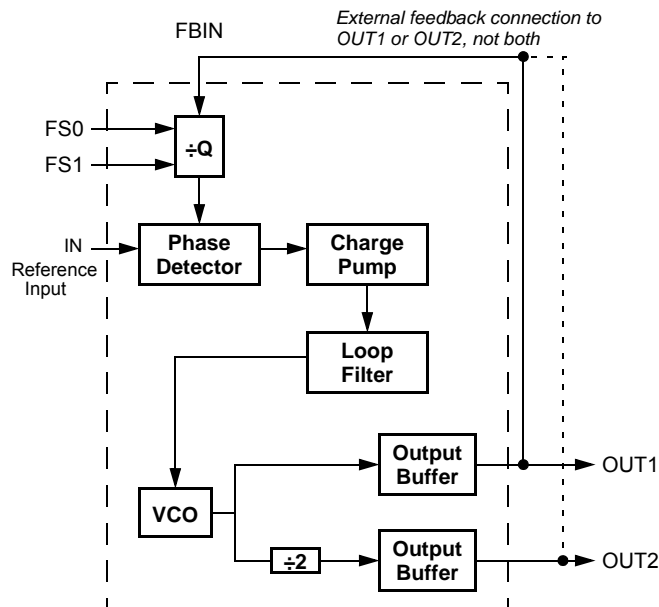 External feedback connection to
OUT1 or OUT2, not both
FBIN
FS0
FS1
÷Q
IN
Reference
Input
Phase
Detector
Charge
Pump
Loop
Filter
VCO
Output
Buffer
OUT1
÷2
Output
Buffer
OUT2